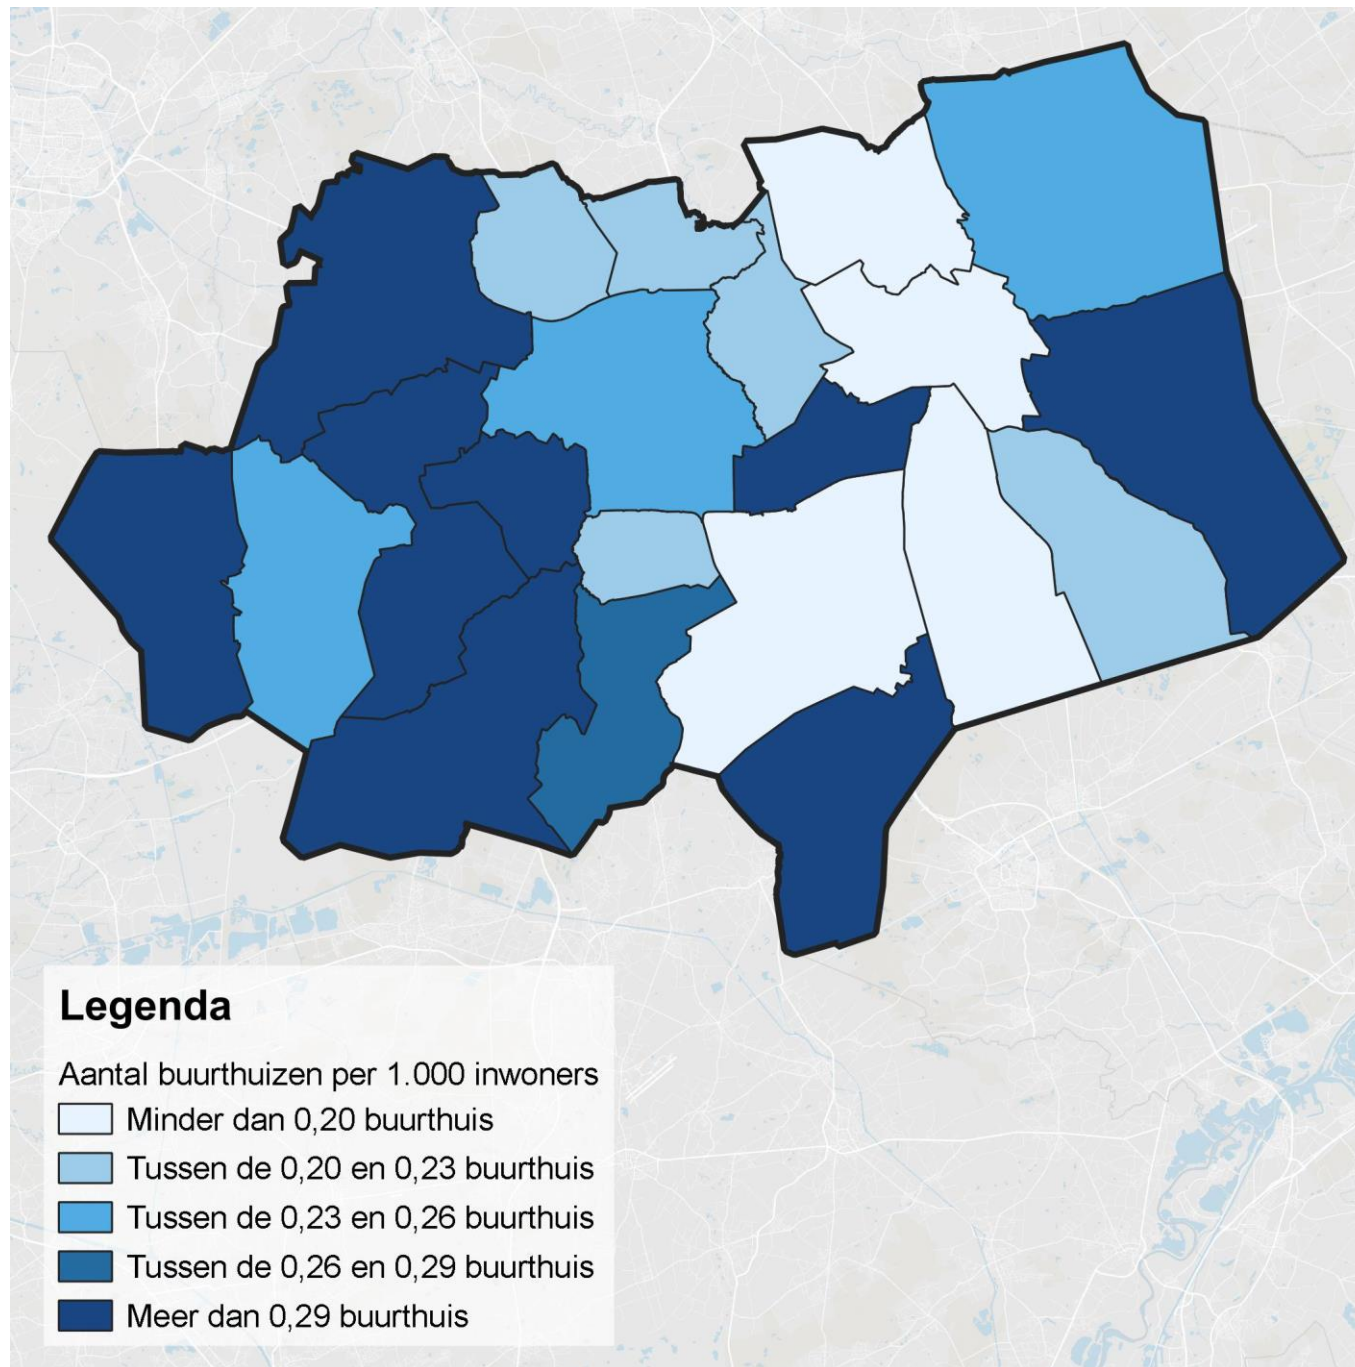 Legenda
Aantal buurthuizen per 1.000 inwoners
Minder dan 0,20 buurthuis
Tussen de 0,20 en 0,23 buurthuis
Tussen de 0,23 en 0,26 buurthuis
Tussen de 0,26 en 0,29 buurthuis
Meer dan 0,29 buurthuis